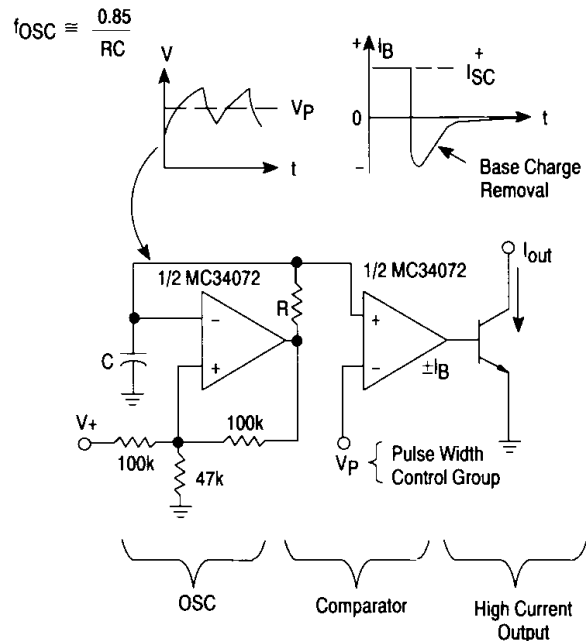 fOSC ≅ 0.85
RC
V
VP
t
+ IB
+
ISC
0
t
–
Base Charge
Removal
1/2 MC34072
1/2 MC34072
Iout
R
–
+
C
+
–
±IB
V+
100k
100k
47k
VP
Pulse Width
Control Group
OSC
Comparator
High Current
Output